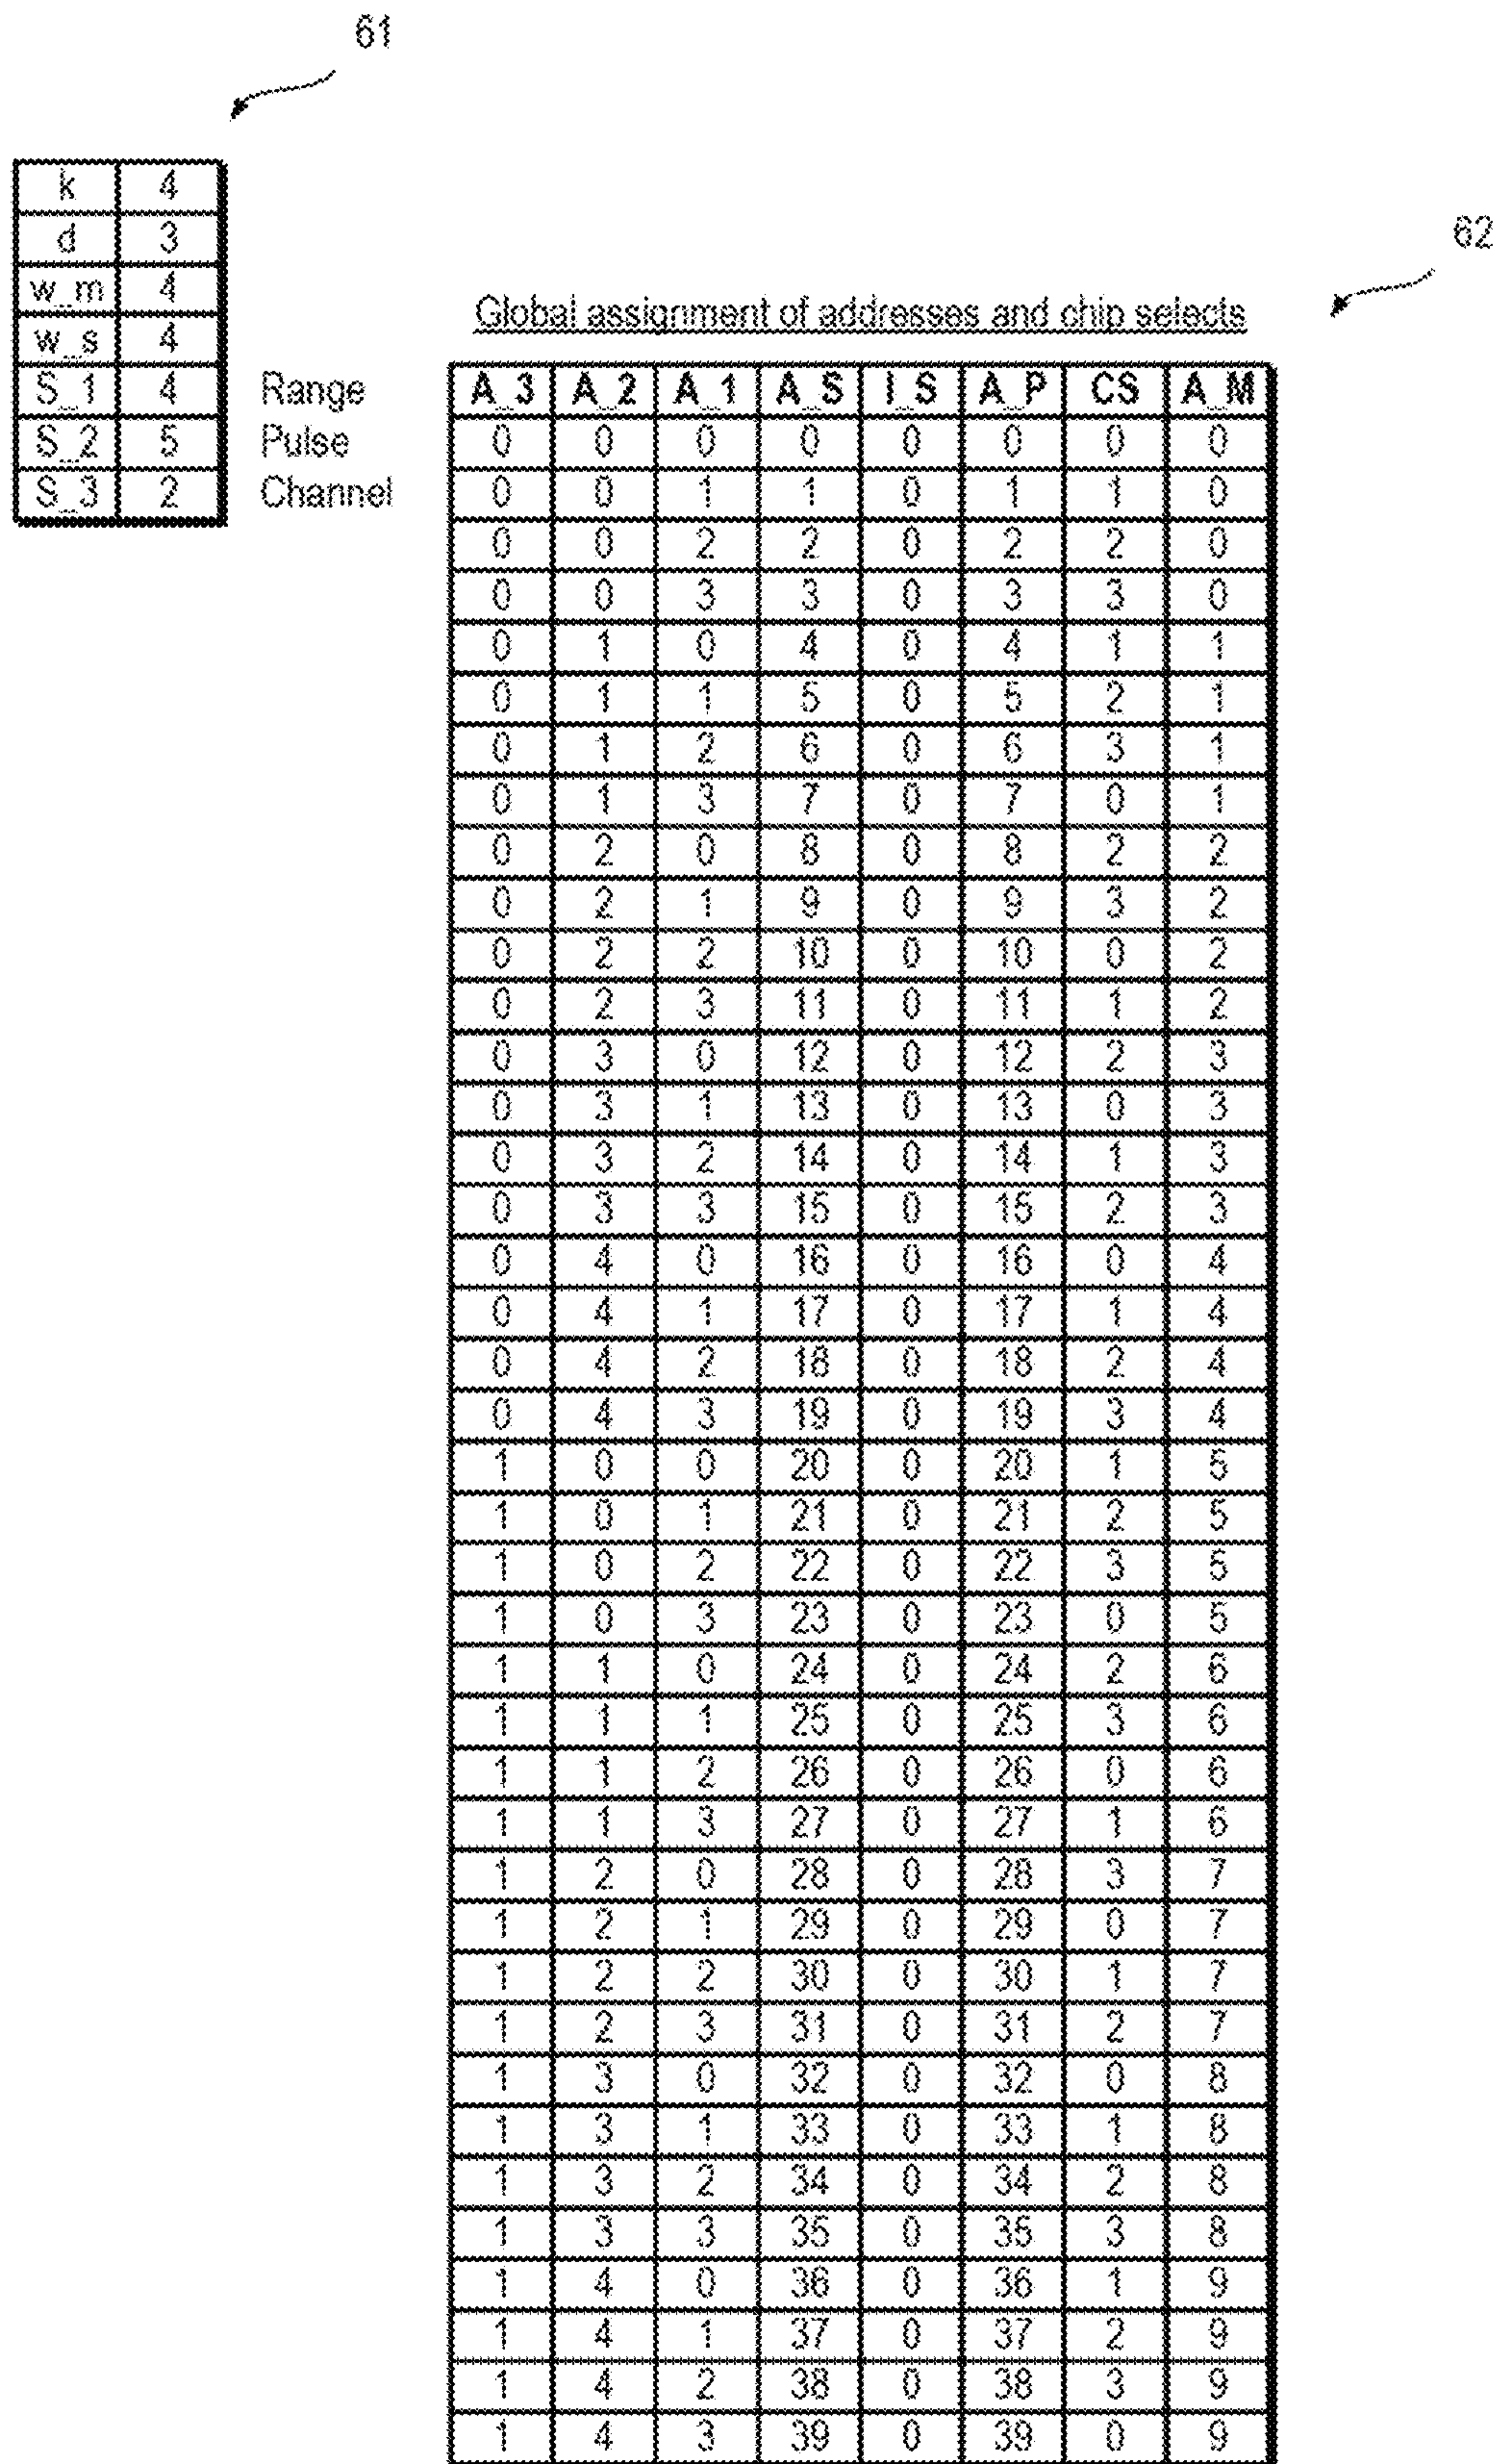 61
k 4
d 3
w_m 4
w_s 4
S_1 4 Range
S_2 5 Pulse
S_3 2 Channel
62
Global assignment of addresses and chip selects
A_3 A_2 A_1 A_S I_S A_P CS A_M
0 0 0 0 0 0 0 0
0 0 1 1 0 1 1 0
0 0 2 2 0 2 2 0
0 0 3 3 0 3 3 0
0 1 0 4 0 4 1 1
0 1 1 5 0 5 2 1
0 1 2 6 0 6 3 1
0 1 3 7 0 7 0 1
0 2 0 8 0 8 2 2
0 2 1 9 0 9 3 2
0 2 2 10 0 10 0 2
0 2 3 11 0 11 1 2
0 3 0 12 0 12 2 3
0 3 1 13 0 13 0 3
0 3 2 14 0 14 1 3
0 3 3 15 0 15 2 3
0 4 0 16 0 16 0 4
0 4 1 17 0 17 1 4
0 4 2 18 0 18 2 4
0 4 3 19 0 19 3 4
1 0 0 20 0 20 1 5
1 0 1 21 0 21 2 5
1 0 2 22 0 22 3 5
1 0 3 23 0 23 0 5
1 1 0 24 0 24 2 6
1 1 1 25 0 25 3 6
1 1 2 26 0 26 0 6
1 1 3 27 0 27 1 6
1 2 0 28 0 28 3 7
1 2 1 29 0 29 0 7
1 2 2 30 0 30 1 7
1 2 3 31 0 31 2 7
1 3 0 32 0 32 0 8
1 3 1 33 0 33 1 8
1 3 2 34 0 34 2 8
1 3 3 35 0 35 3 8
1 4 0 36 0 36 1 9
1 4 1 37 0 37 2 9
1 4 2 38 0 38 3 9
1 4 3 39 0 39 0 9